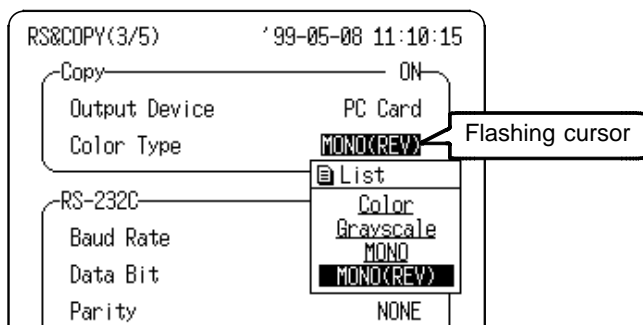 RS&COPY(3/5) '99-05-08 11:10:15
Copy ON
Output Device PC Card
Color Type MONO(REV)
Flashing cursor
List
Color
Grayscale
MONO
MONO(REV)
RS-232C
Baud Rate
Data Bit
Parity NONE